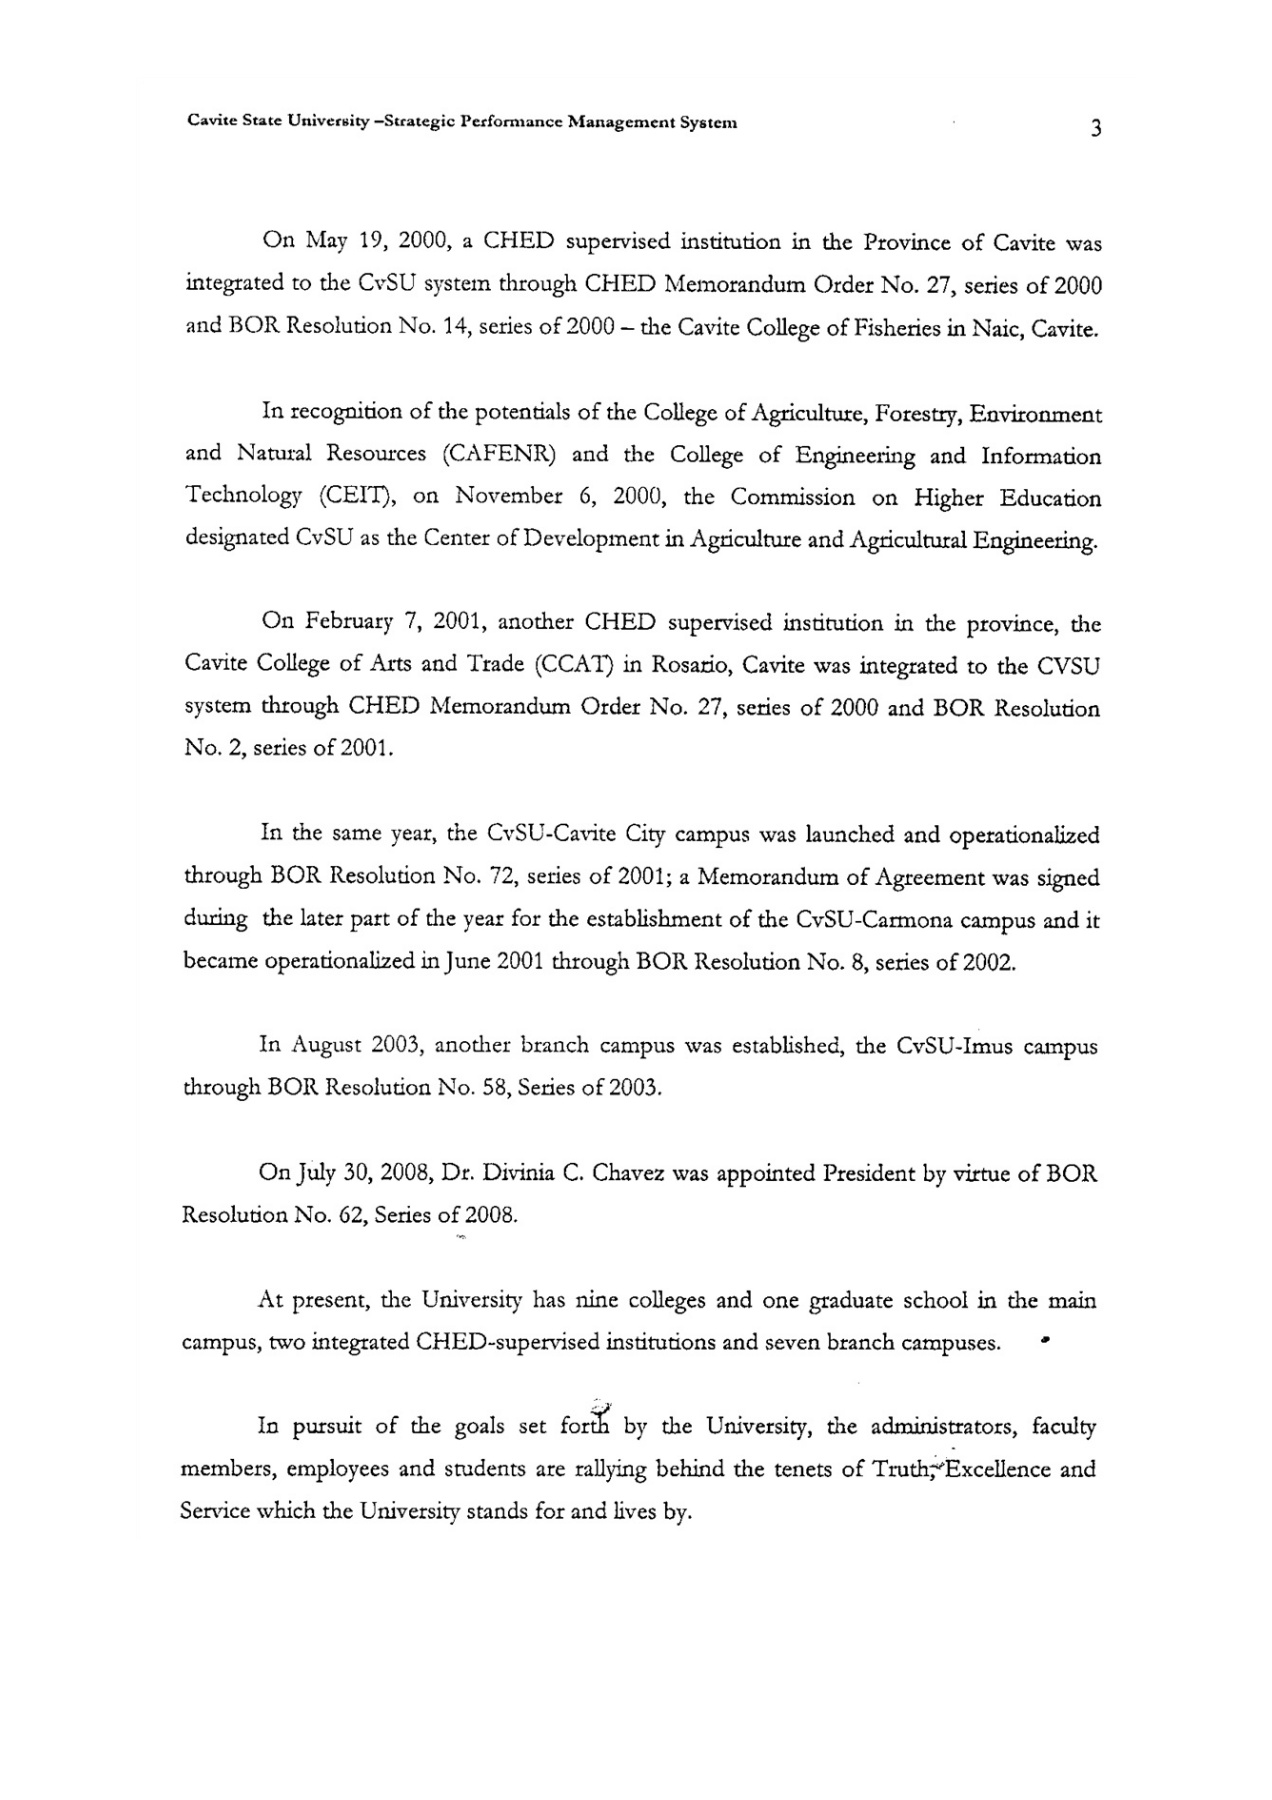 Cavite State University –Strategic Performance Management System
3
On May 19, 2000, a CHED supervised institution in the Province of Cavite was
integrated to the CvSU system through CHED Memorandum Order No. 27, series of 2000
and BOR Resolution No. 14, series of 2000 – the Cavite College of Fisheries in Naic, Cavite.
In recognition of the potentials of the College of Agriculture, Forestry, Environment
and Natural Resources (CAFENR) and the College of Engineering and Information
Technology (CEIT), on November 6, 2000, the Commission on Higher Education
designated CvSU as the Center of Development in Agriculture and Agricultural Engineering.
On February 7, 2001, another CHED supervised institution in the province, the
Cavite College of Arts and Trade (CCAT) in Rosario, Cavite was integrated to the CVSU
system through CHED Memorandum Order No. 27, series of 2000 and BOR Resolution
No. 2, series of 2001.
In the same year, the CvSU-Cavite City campus was launched and operationalized
through BOR Resolution No. 72, series of 2001; a Memorandum of Agreement was signed
during the later part of the year for the establishment of the CvSU-Carmona campus and it
became operationalized in June 2001 through BOR Resolution No. 8, series of 2002.
In August 2003, another branch campus was established, the CvSU-Imus campus
through BOR Resolution No. 58, Series of 2003.
On July 30, 2008, Dr. Divinia C. Chavez was appointed President by virtue of BOR
Resolution No. 62, Series of 2008.
At present, the University has nine colleges and one graduate school in the main
campus, two integrated CHED-supervised institutions and seven branch campuses.
In pursuit of the goals set forth by the University, the administrators, faculty
members, employees and students are rallying behind the tenets of Truth, Excellence and
Service which the University stands for and lives by.